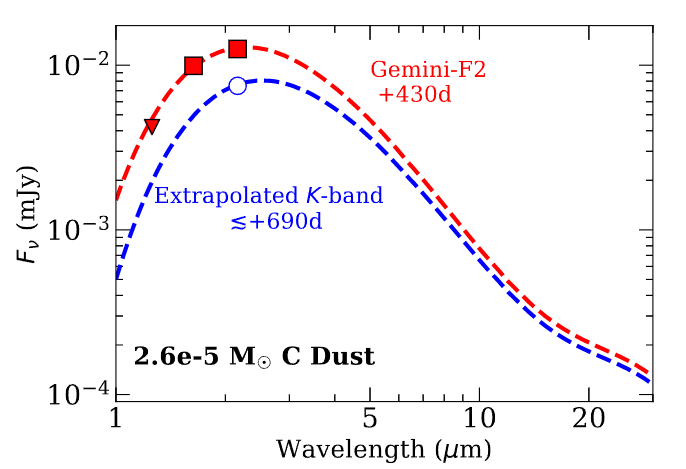 10⁻²
Gemini-F2
+430d
F_ν (mJy)
Extrapolated K-band
≲+690d
10⁻³
2.6e-5 M☉ C Dust
10⁻⁴
1 5 10 20
Wavelength (μm)